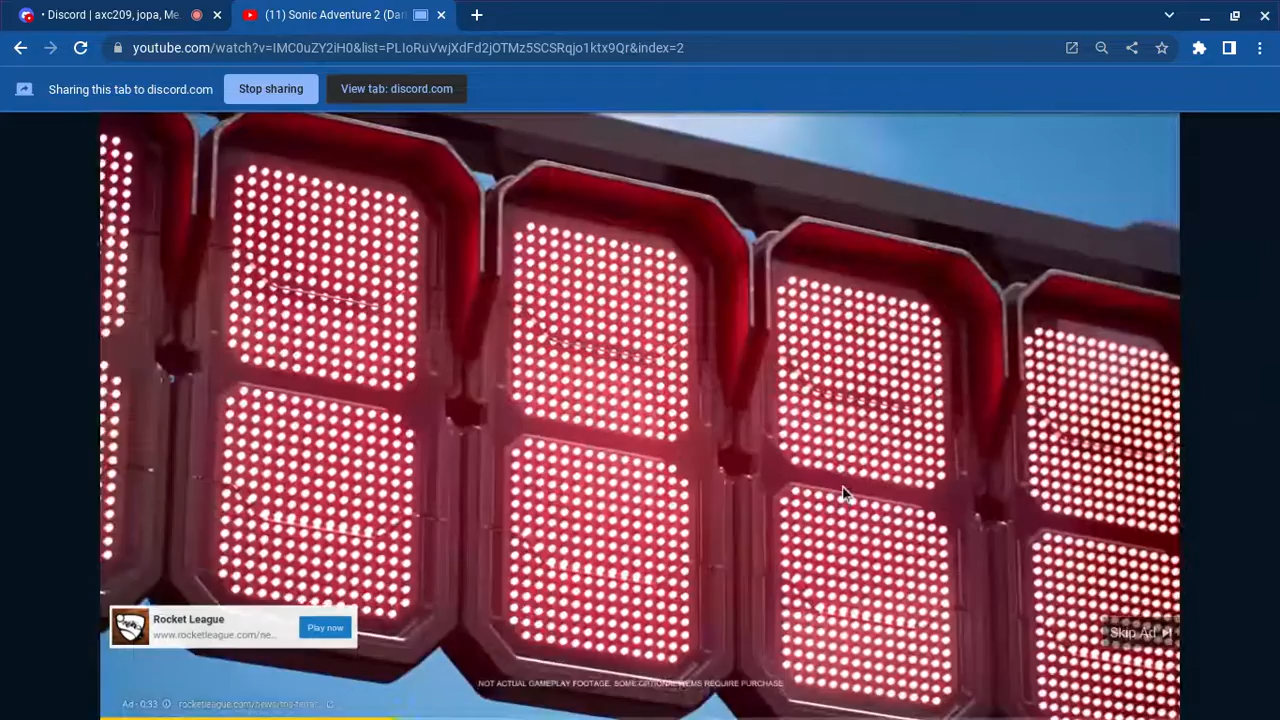 • Discord | axc209, jopa, Me
(11) Sonic Adventure 2 (Dar
youtube.com/watch?v=IMC0uZY2iH0&list=PLIoRuVwjXdFd2jOTMz5SCSRqjo1ktx9Qr&index=2
Sharing this tab to discord.com
Stop sharing
View tab: discord.com
Rocket League
www.rocketleague.com/ne...
Play now
Skip Ad
NOT ACTUAL GAMEPLAY FOOTAGE. SOME OPTIONAL ITEMS REQUIRE PURCHASE
Ad · 0:33